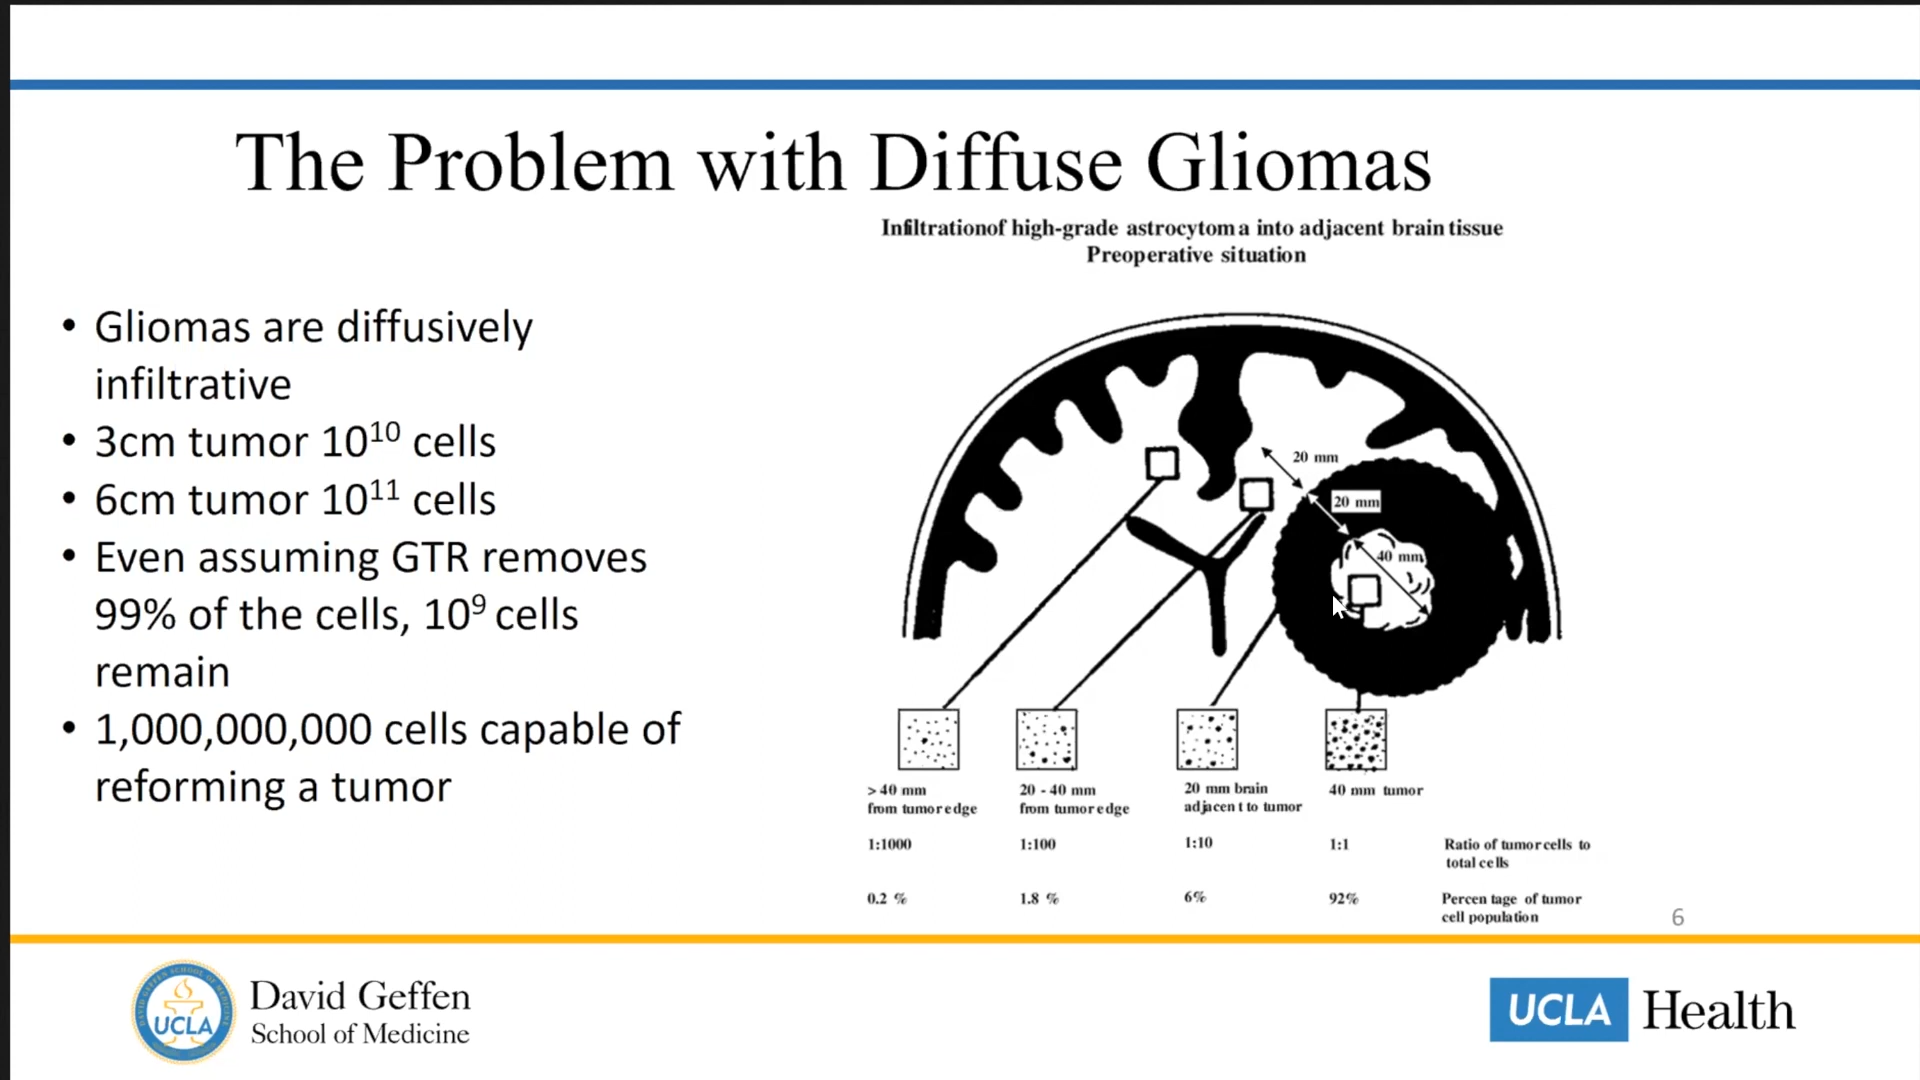 The Problem with Diffuse Gliomas
Infiltrationof high-grade astrocytoma into adjacent brain tissue
Preoperative situation
• Gliomas are diffusively
infiltrative
• 3cm tumor 10¹⁰ cells
• 6cm tumor 10¹¹ cells
• Even assuming GTR removes
99% of the cells, 10⁹ cells
remain
• 1,000,000,000 cells capable of
reforming a tumor
20 mm
20 mm
40 mm
> 40 mm
from tumor edge
20 - 40 mm
from tumor edge
20 mm brain
adjacent to tumor
40 mm tumor
1:1000
1:100
1:10
1:1
Ratio of tumor cells to
total cells
0.2 %
1.8 %
6%
92%
Percentage of tumor
cell population
6
UCLA
David Geffen
School of Medicine
UCLA Health